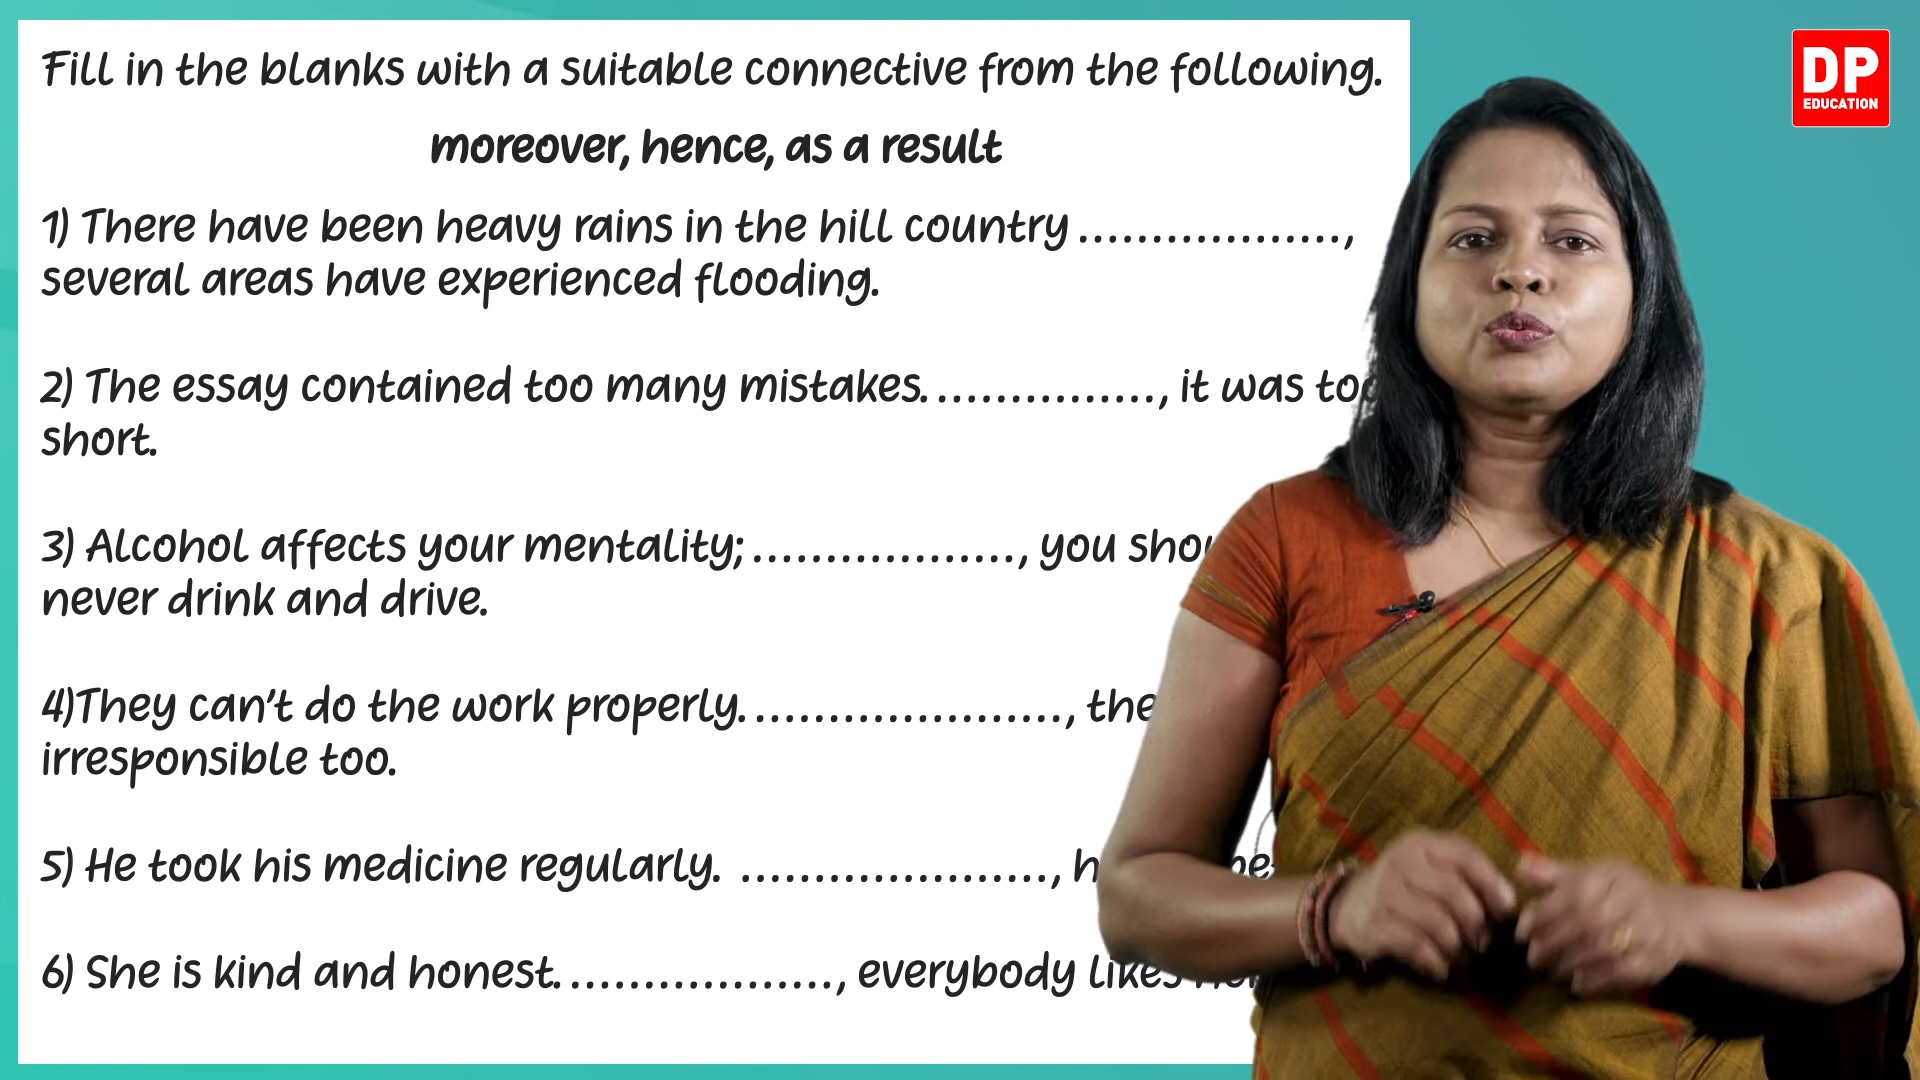 Fill in the blanks with a suitable connective from the following.
moreover, hence, as a result
1) There have been heavy rains in the hill country ..................,
several areas have experienced flooding.
2) The essay contained too many mistakes. ..............., it was too
short.
3) Alcohol affects your mentality; .................., you
never drink and drive.
4)They can't do the work properly. ....................., 
irresponsible too.
5) He took his medicine regularly. .....................,
6) She is kind and honest. .................., everybody likes
DP
EDUCATION